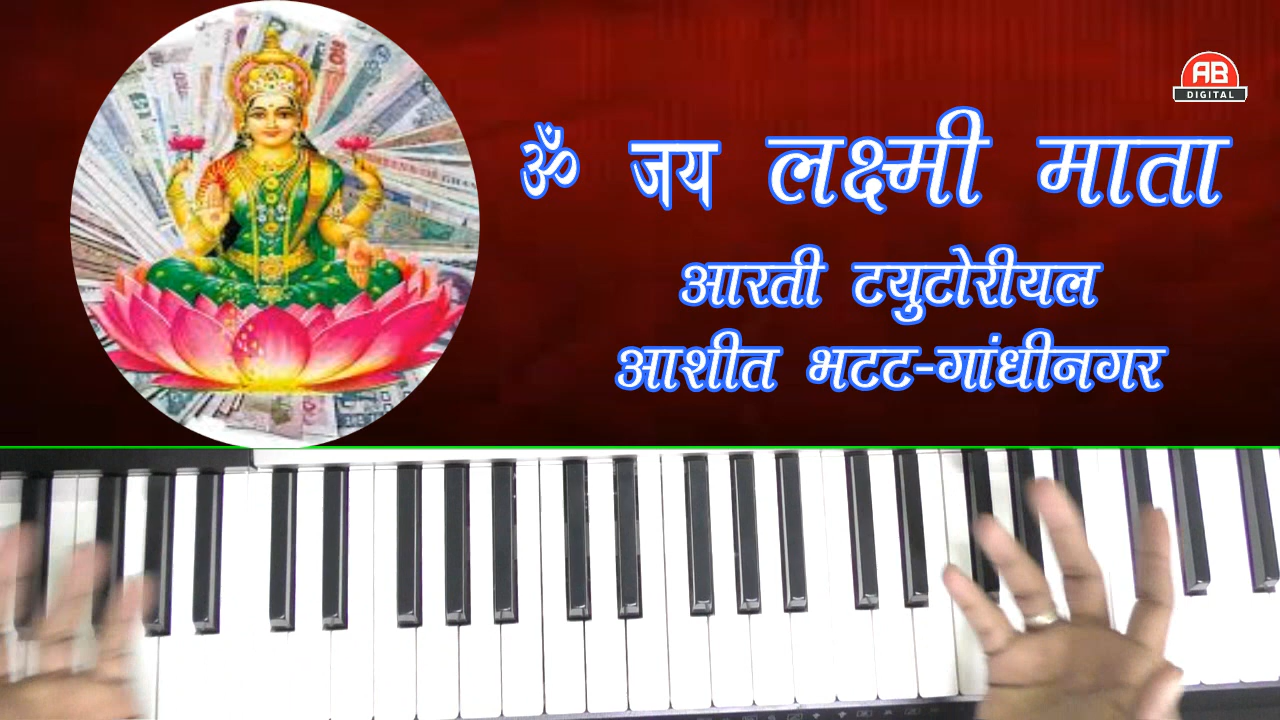 AB
DIGITAL
ॐ जय लक्ष्मी माता
आरती टयुटोरीयल
आशीत भटट-गांधीनगर